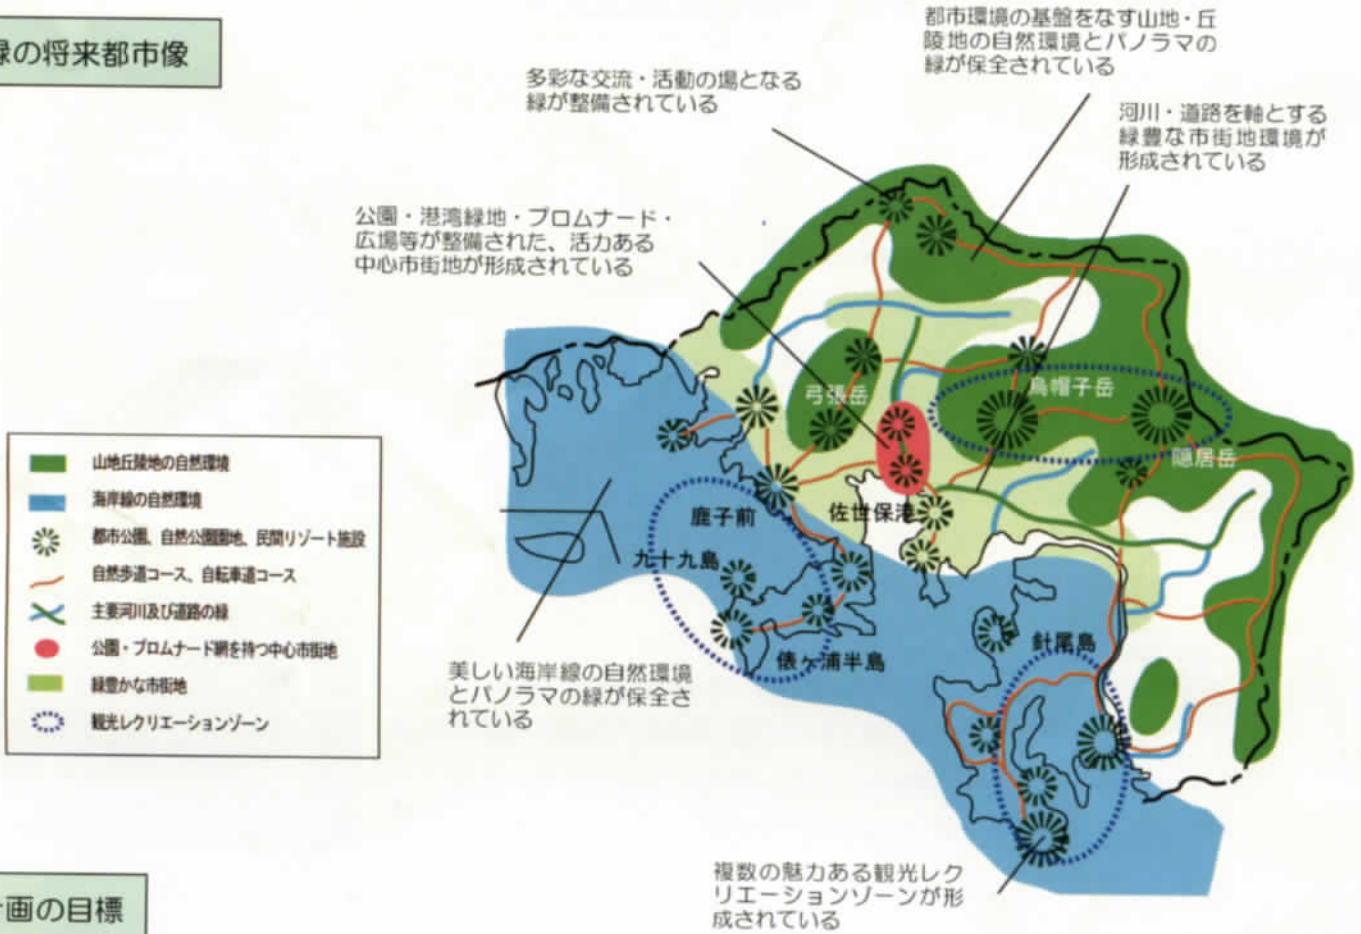 緑の将来都市像
都市環境の基盤をなす山地・丘
陵地の自然環境とパノラマの
緑が保全されている
多彩な交流・活動の場となる
緑が整備されている
河川・道路を軸とする
緑豊な市街地環境が
形成されている
公園・港湾緑地・プロムナード・
広場等が整備された、活力ある
中心市街地が形成されている
弓張岳
烏帽子岳
隠居岳
鹿子前
佐世保港
九十九島
俵ヶ浦半島
針尾島
山地丘陵地の自然環境
海岸線の自然環境
都市公園、自然公園園地、民間リゾート施設
自然歩道コース、自転車道コース
主要河川及び道路の緑
公園・プロムナード網を持つ中心市街地
緑豊かな市街地
観光レクリエーションゾーン
美しい海岸線の自然環境
とパノラマの緑が保全さ
れている
複数の魅力ある観光レク
リエーションゾーンが形
成されている
画の目標